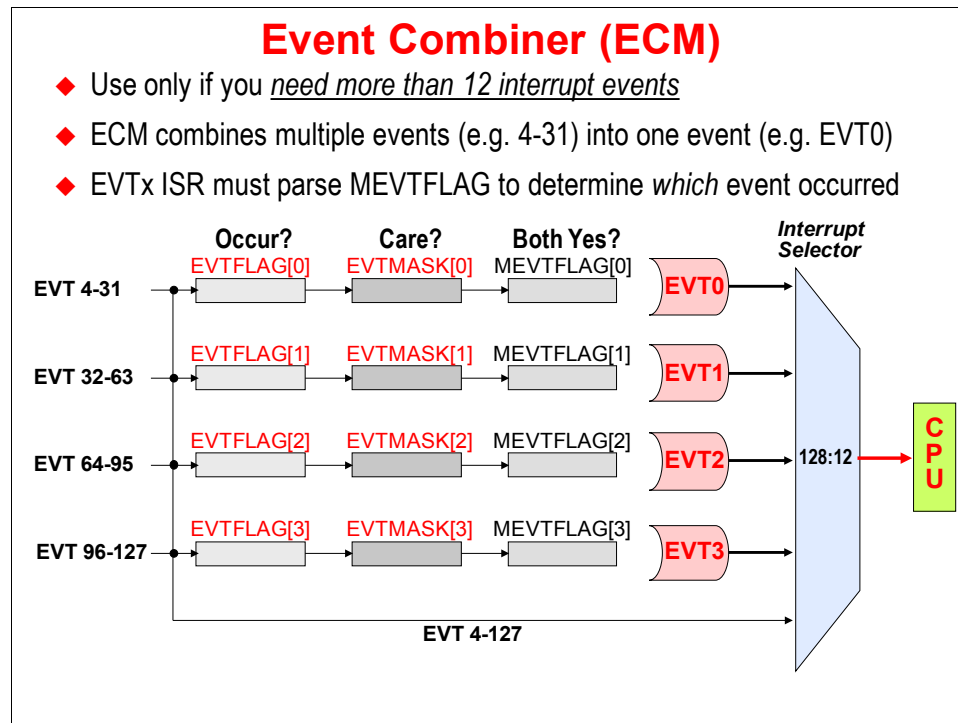 Event Combiner (ECM)
Use only if you need more than 12 interrupt events
ECM combines multiple events (e.g. 4-31) into one event (e.g. EVT0)
EVTx ISR must parse MEVTFLAG to determine which event occurred
Interrupt
Selector
Occur? Care? Both Yes?
EVTFLAG[0] EVTMASK[0] MEVTFLAG[0]
EVT 4-31 EVT0
EVTFLAG[1] EVTMASK[1] MEVTFLAG[1]
EVT 32-63 EVT1
EVTFLAG[2] EVTMASK[2] MEVTFLAG[2]
EVT 64-95 EVT2 128:12
C
P
U
EVTFLAG[3] EVTMASK[3] MEVTFLAG[3]
EVT 96-127 EVT3
EVT 4-127